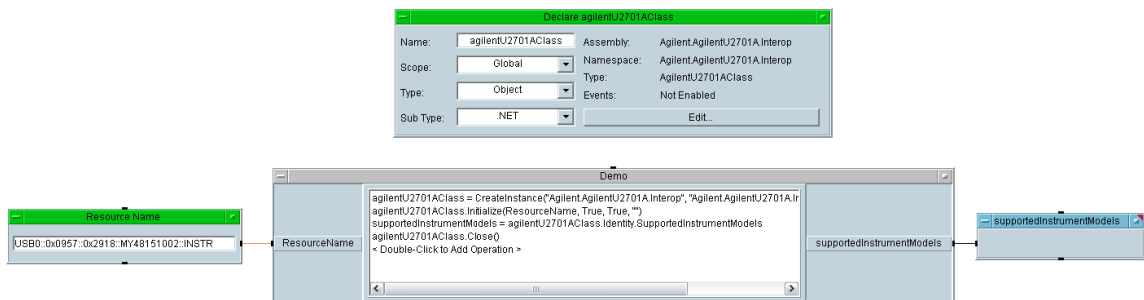 Declare agilentU2701AClass
Name: agilentU2701AClass Assembly: Agilent.AgilentU2701A.Interop
Scope: Global Namespace: Agilent.AgilentU2701A.Interop
Type: AgilentU2701AClass
Type: Object Events: Not Enabled
Sub Type: .NET Edit...
Demo
agilentU2701AClass = CreateInstance("Agilent.AgilentU2701A.Interop", "Agilent.AgilentU2701A.Ir
agilentU2701AClass.Initialize(ResourceName, True, True, "")
supportedInstrumentModels = agilentU2701AClass.Identity.SupportedInstrumentModels
agilentU2701AClass.Close()
< Double-Click to Add Operation >
Resource Name
USB0::0x0957::0x2918::MY48151002::INSTR
ResourceName
supportedInstrumentModels
supportedInstrumentModels